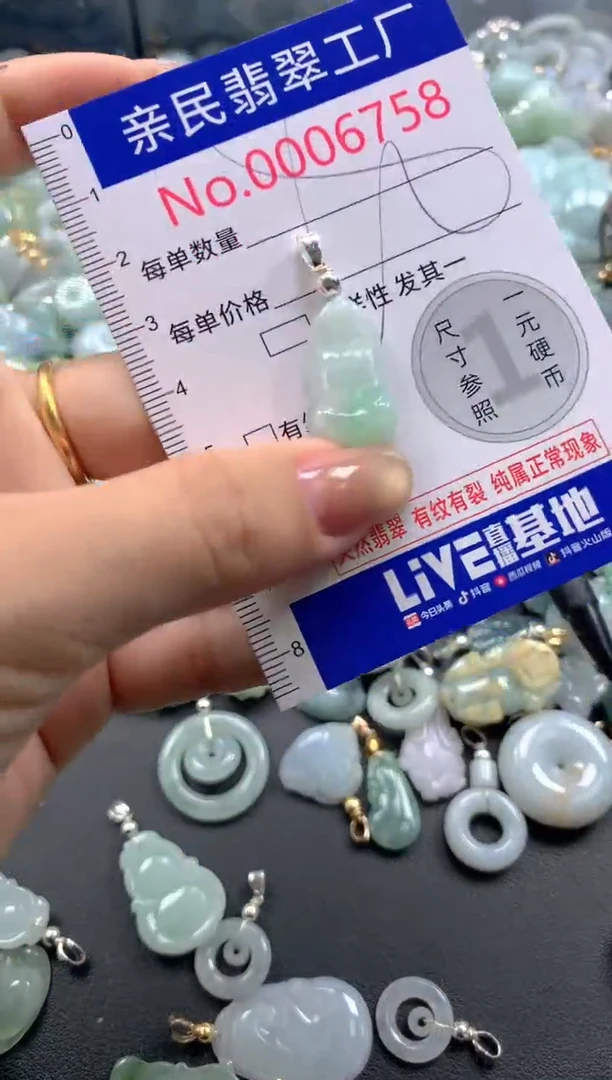 亲民翡翠工厂
No.0006758
0
1
2
3
4
8
每单数量
每单价格
样性 发其一
有
尺寸参照
1
一元硬币
天然翡翠 有纹有裂 纯属正常现象
LiVE直播基地
今日头条 抖音 西瓜视频 抖音火山版